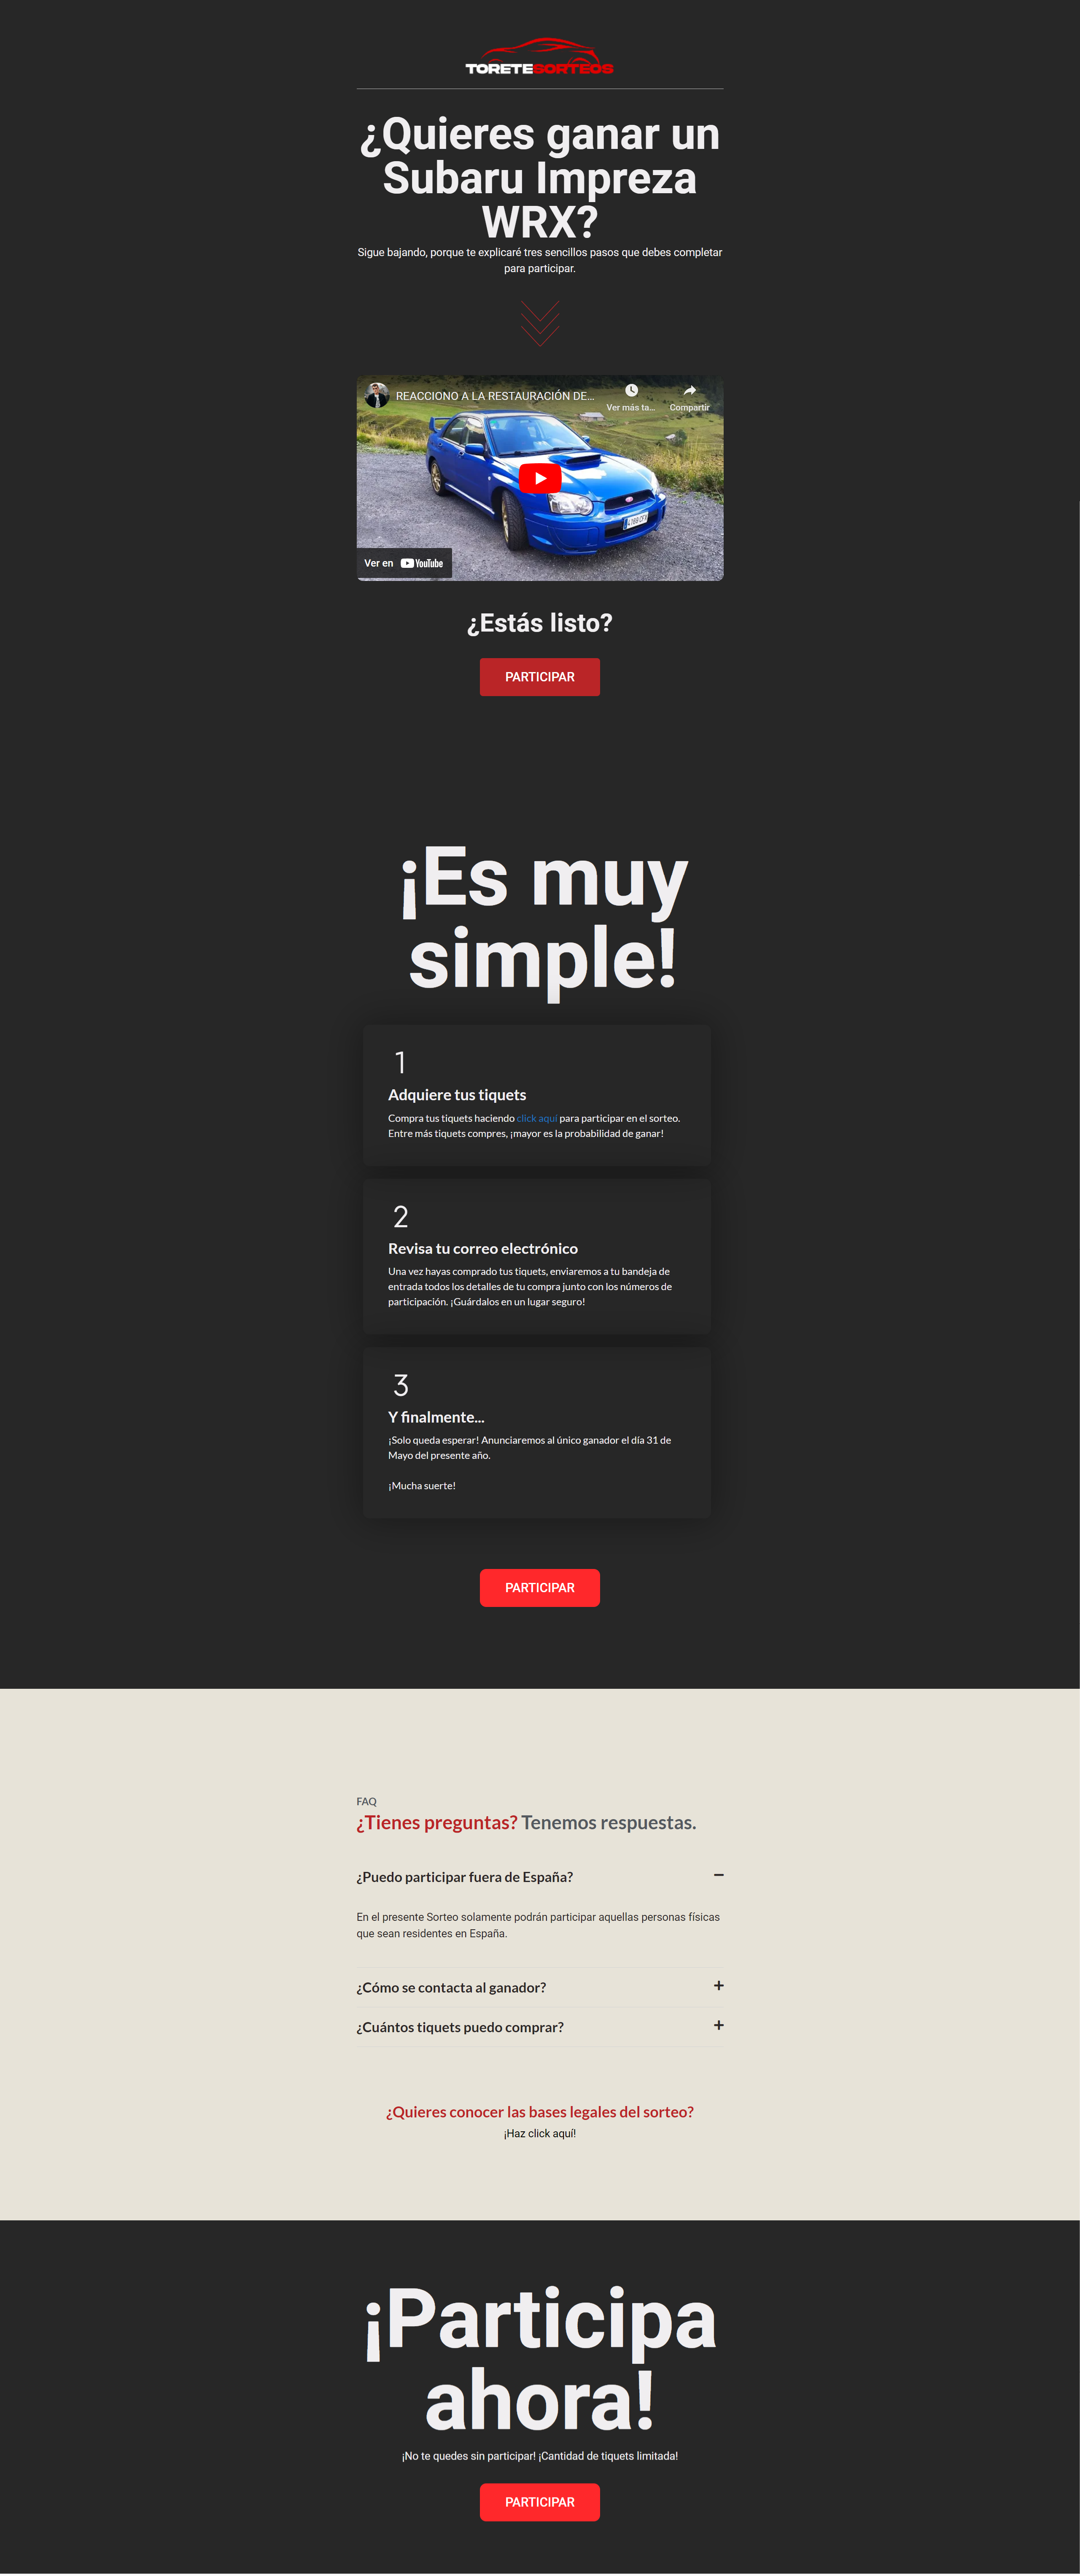 TORETESORTEOS
¿Quieres ganar un
Subaru Impreza
WRX?
Sigue bajando, porque te explicaré tres sencillos pasos que debes completar
para participar.
REACCIONO A LA RESTAURACIÓN DE...
Ver más ta...
Compartir
Ver en YouTube
¿Estás listo?
PARTICIPAR
¡Es muy
simple!
1
Adquiere tus tiquets
Compra tus tiquets haciendo click aquí para participar en el sorteo.
Entre más tiquets compres, ¡mayor es la probabilidad de ganar!
2
Revisa tu correo electrónico
Una vez hayas comprado tus tiquets, enviaremos a tu bandeja de
entrada todos los detalles de tu compra junto con los números de
participación. ¡Guárdalos en un lugar seguro!
3
Y finalmente...
¡Solo queda esperar! Anunciaremos al único ganador el día 31 de
Mayo del presente año.
¡Mucha suerte!
PARTICIPAR
FAQ
¿Tienes preguntas? Tenemos respuestas.
¿Puedo participar fuera de España?
En el presente Sorteo solamente podrán participar aquellas personas físicas
que sean residentes en España.
¿Cómo se contacta al ganador?
¿Cuántos tiquets puedo comprar?
¿Quieres conocer las bases legales del sorteo?
¡Haz click aquí!
¡Participa
ahora!
¡No te quedes sin participar! ¡Cantidad de tiquets limitada!
PARTICIPAR